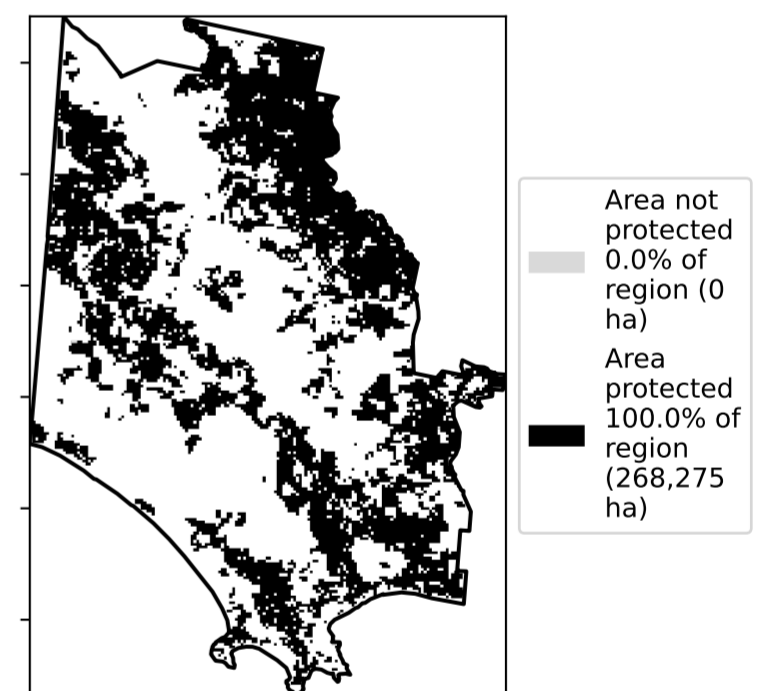 Area not
protected
0.0% of
region (0
ha)
Area
protected
100.0% of
region
(268,275
ha)